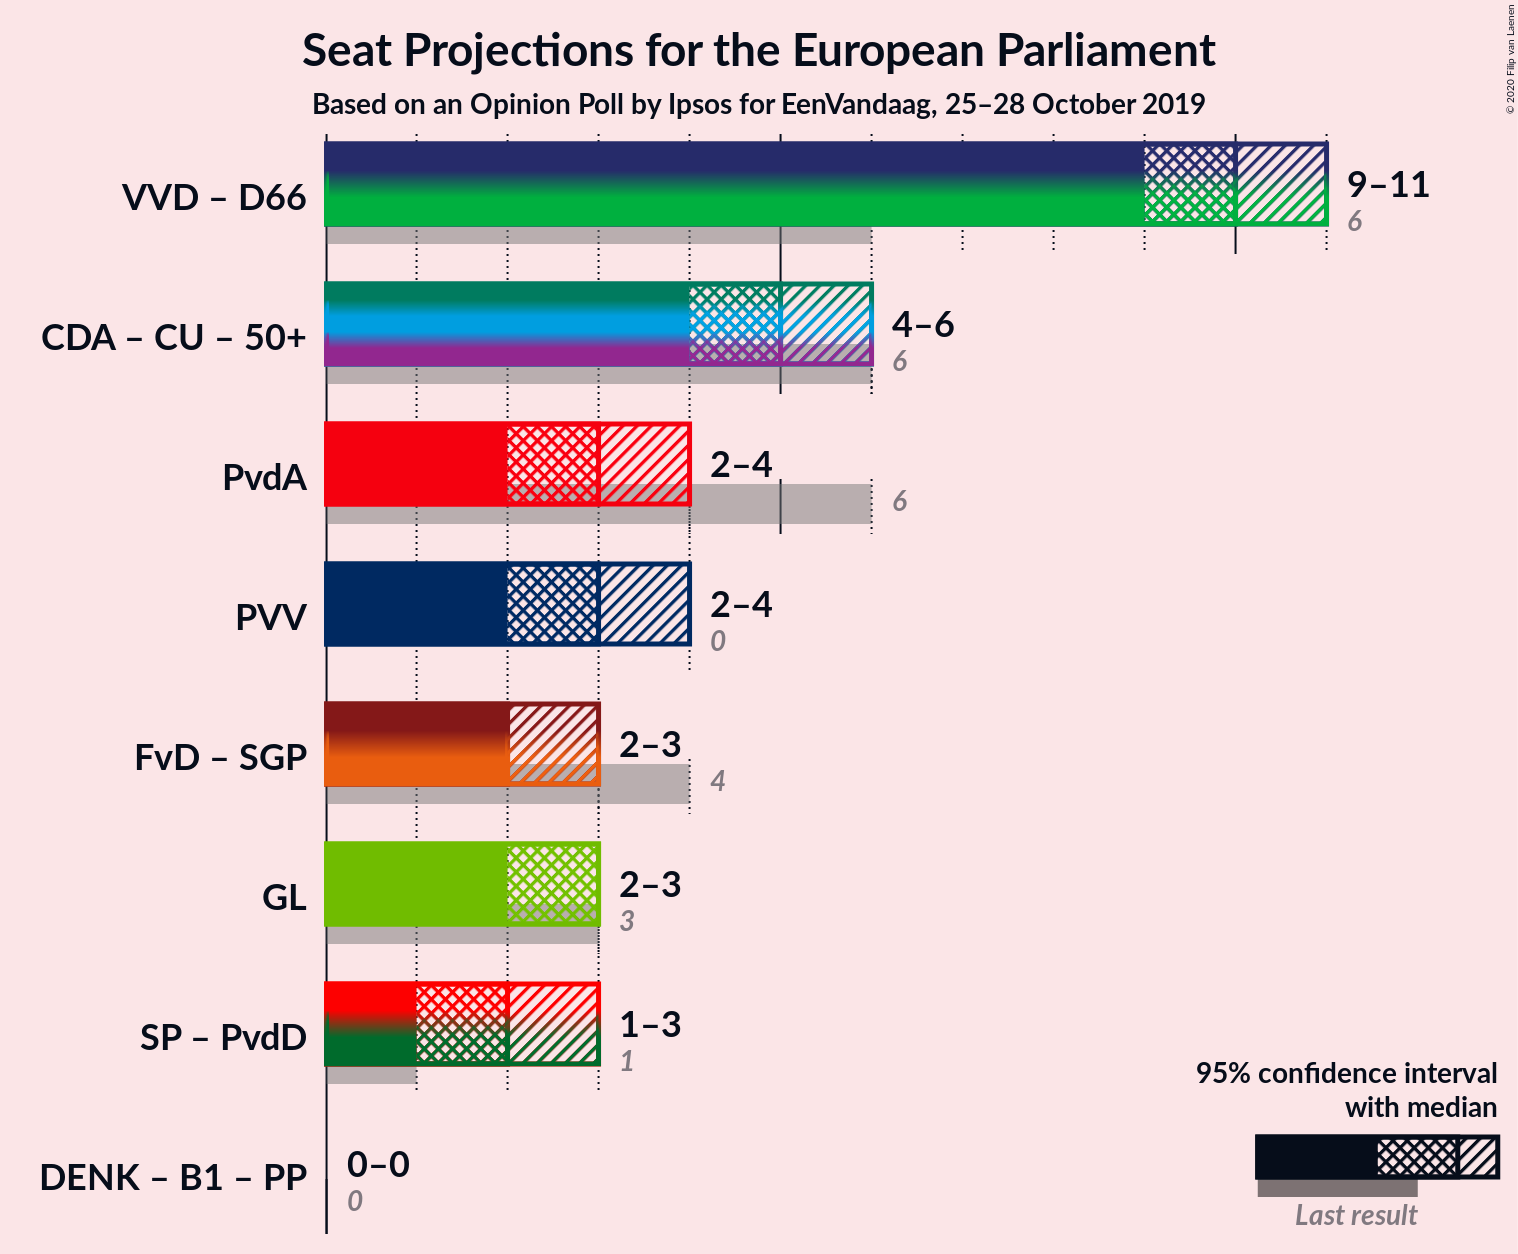 Seat Projections for the European Parliament
Based on an Opinion Poll by Ipsos for EenVandaag, 25–28 October 2019
© 2020 Filip van Laenen
VVD – D66
9–11
6
CDA – CU – 50+
4–6
6
PvdA
2–4
6
PVV
2–4
0
FvD – SGP
2–3
4
GL
2–3
3
SP – PvdD
1–3
1
DENK – B1 – PP
0–0
0
95% confidence interval
with median
Last result